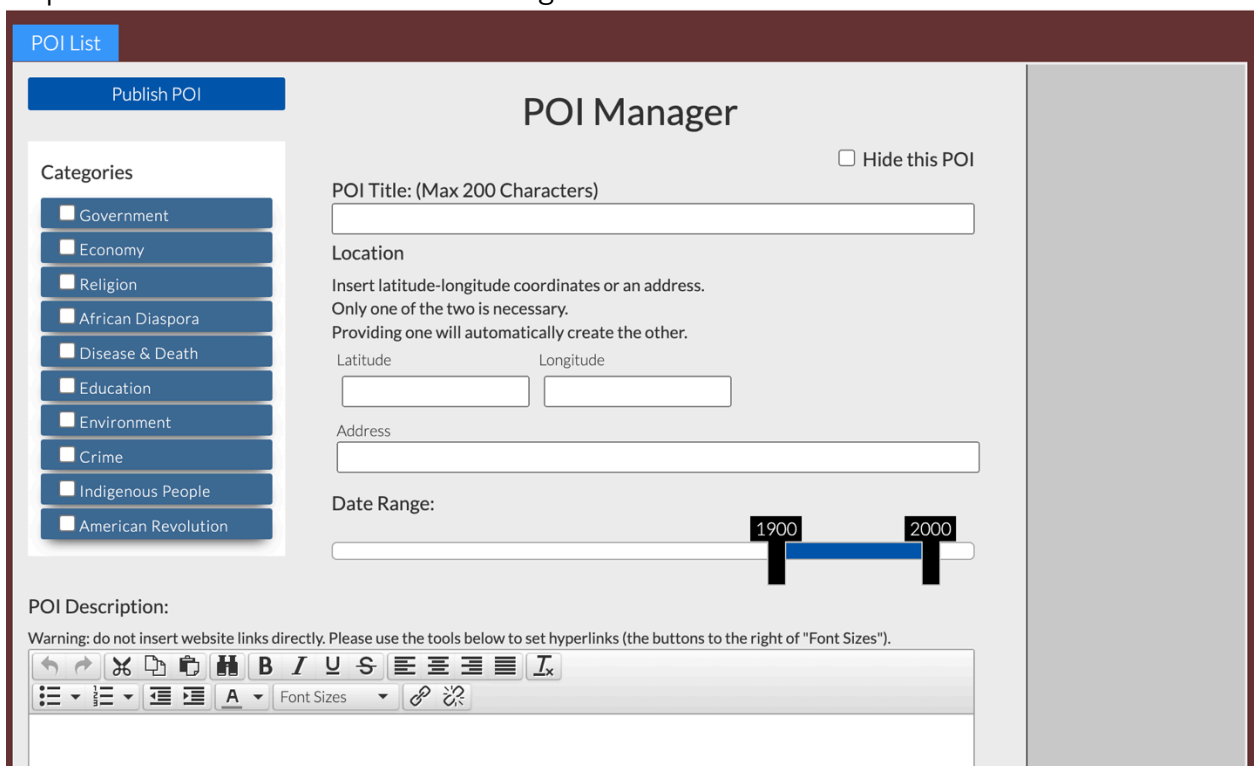 POI List
Publish POI
POI Manager
Hide this POI
Categories
Government
Economy
Religion
African Diaspora
Disease & Death
Education
Environment
Crime
Indigenous People
American Revolution
POI Title: (Max 200 Characters)
Location
Insert latitude-longitude coordinates or an address.
Only one of the two is necessary.
Providing one will automatically create the other.
Latitude
Longitude
Address
Date Range:
1900
2000
POI Description:
Warning: do not insert website links directly. Please use the tools below to set hyperlinks (the buttons to the right of "Font Sizes").
B I U S
A Font Sizes